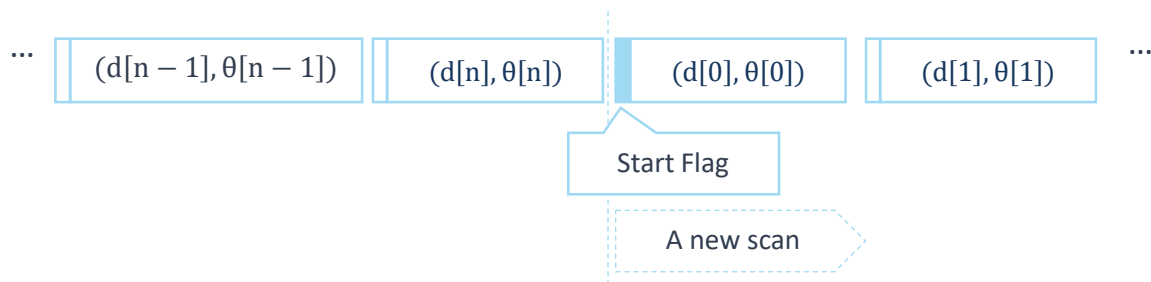 ... (d[n − 1], θ[n − 1]) (d[n], θ[n]) (d[0], θ[0]) (d[1], θ[1]) ...
Start Flag
A new scan